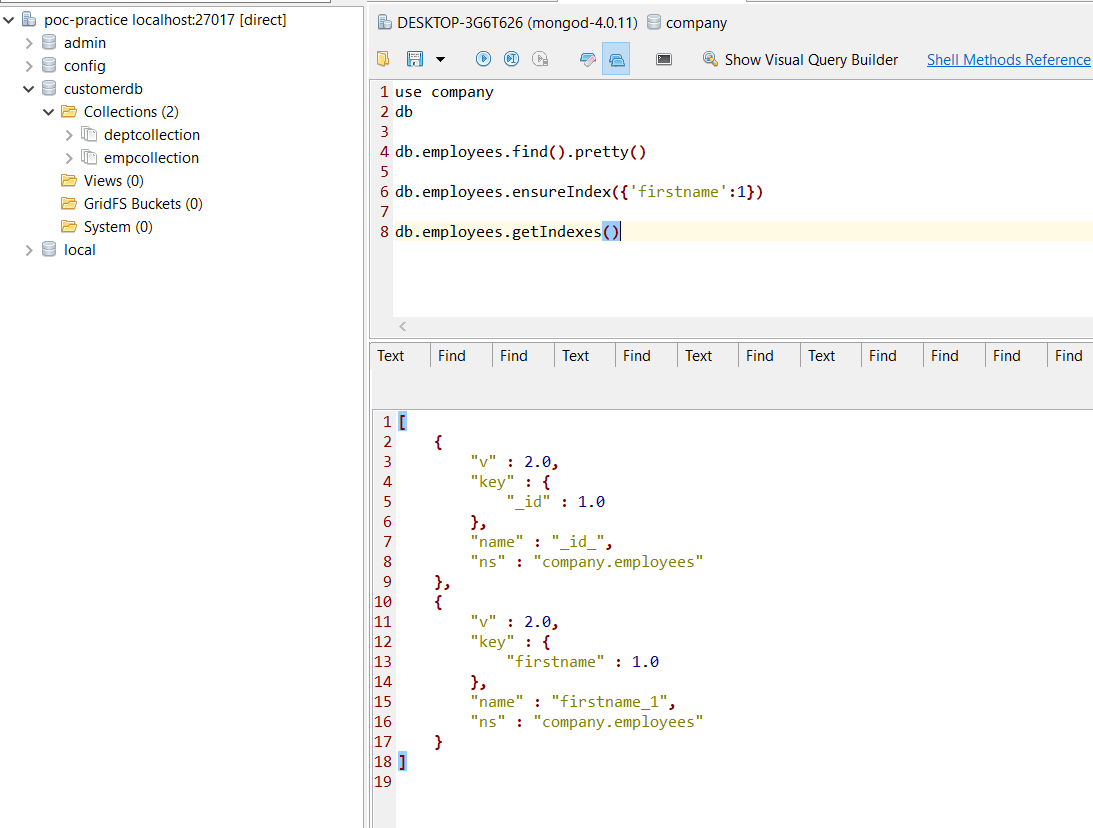 poc-practice localhost:27017 [direct]
admin
config
customerdb
Collections (2)
deptcollection
empcollection
Views (0)
GridFS Buckets (0)
System (0)
local
DESKTOP-3G6T626 (mongod-4.0.11) company
Show Visual Query Builder Shell Methods Reference
1 use company
2 db
3
4 db.employees.find().pretty()
5
6 db.employees.ensureIndex({'firstname':1})
7
8 db.employees.getIndexes()
Text Find Find Text Find Text Find Text Find Find Find Find
1 [
2 {
3 "v" : 2.0,
4 "key" : {
5 "_id" : 1.0
6 },
7 "name" : "_id_",
8 "ns" : "company.employees"
9 },
10 {
11 "v" : 2.0,
12 "key" : {
13 "firstname" : 1.0
14 },
15 "name" : "firstname_1",
16 "ns" : "company.employees"
17 }
18 ]
19